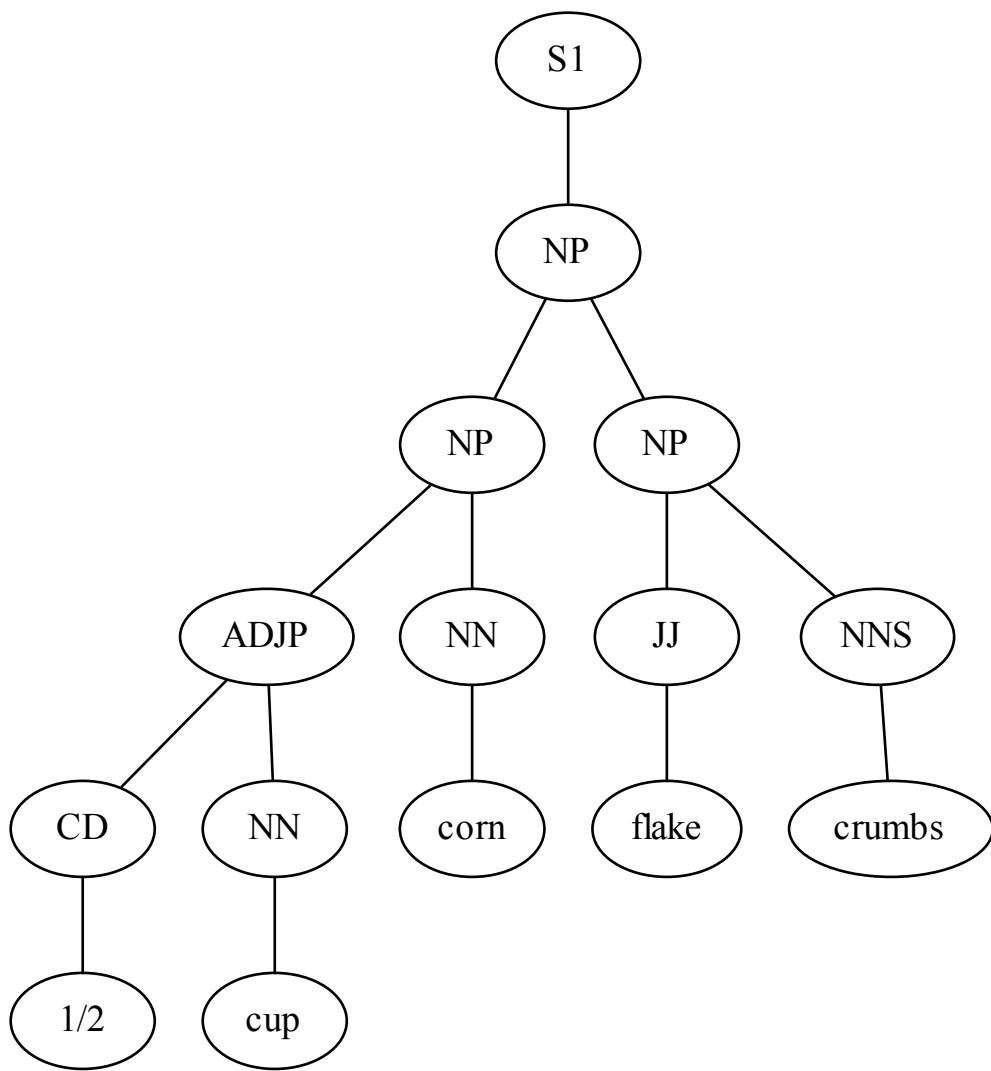 S1
NP
NP NP
ADJP NN JJ NNS
CD NN corn flake crumbs
1/2 cup